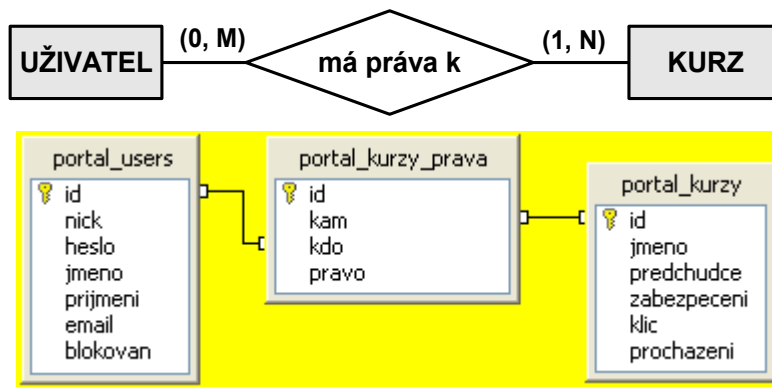 UŽIVATEL
(0, M)
má práva k
(1, N)
KURZ
portal_users
id
nick
heslo
jmeno
prijmeni
email
blokovan
portal_kurzy_prava
id
kam
kdo
pravo
portal_kurzy
id
jmeno
predchudce
zabezpeceni
klic
prochazeni